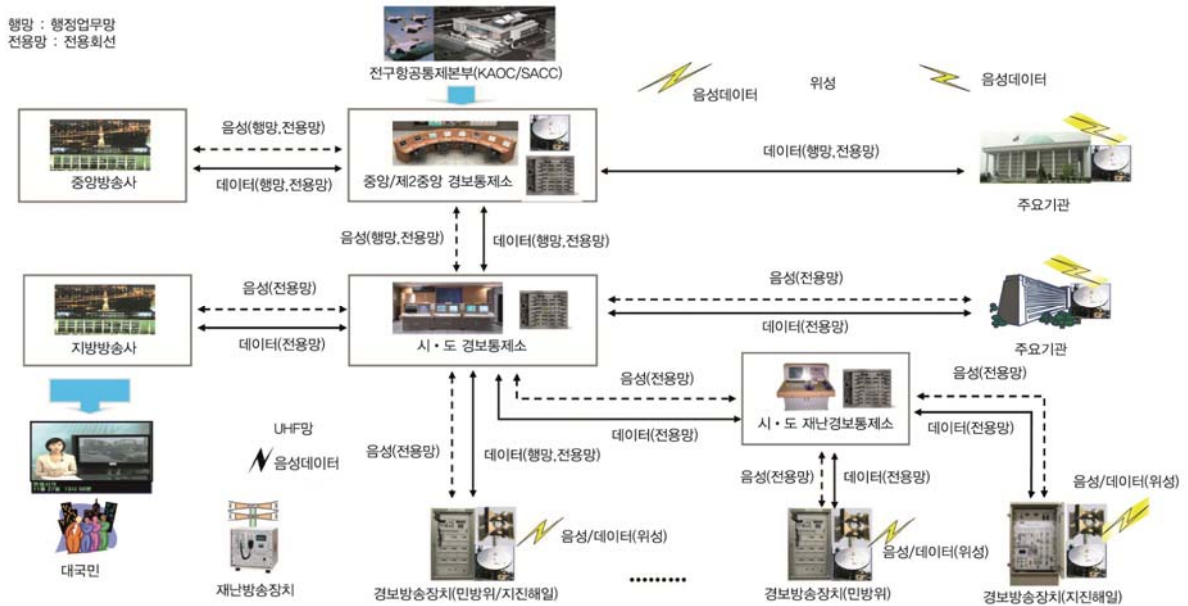 행망 : 행정업무망
전용망 : 전용회선
전구항공통제본부(KAOC/SACC)
음성데이터
위성
음성데이터
음성(행망,전용망)
데이터(행망,전용망)
중앙방송사
중앙/제2중앙 경보통제소
데이터(행망,전용망)
주요기관
음성(행망,전용망)
데이터(행망,전용망)
음성(전용망)
데이터(전용망)
지방방송사
시・도 경보통제소
음성(전용망)
데이터(전용망)
주요기관
음성(전용망)
데이터(전용망)
시・도 재난경보통제소
음성(전용망)
데이터(전용망)
UHF망
음성데이터
음성(전용망)
데이터(행망,전용망)
음성(전용망)
데이터(전용망)
음성/데이터(위성)
음성/데이터(위성)
음성/데이터(위성)
대국민
재난방송장치
경보방송장치(민방위/지진해일)
.........
경보방송장치(민방위)
경보방송장치(지진해일)